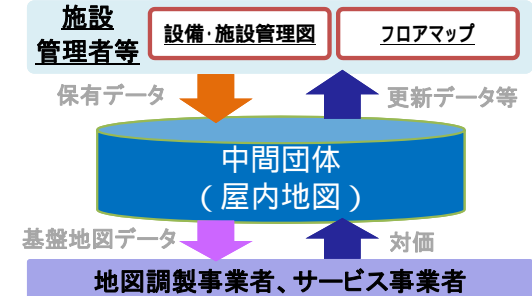 施設
管理者等
設備・施設管理図
フロアマップ
保有データ
更新データ等
中間団体
（屋内地図）
基盤地図データ
対価
地図調製事業者、サービス事業者